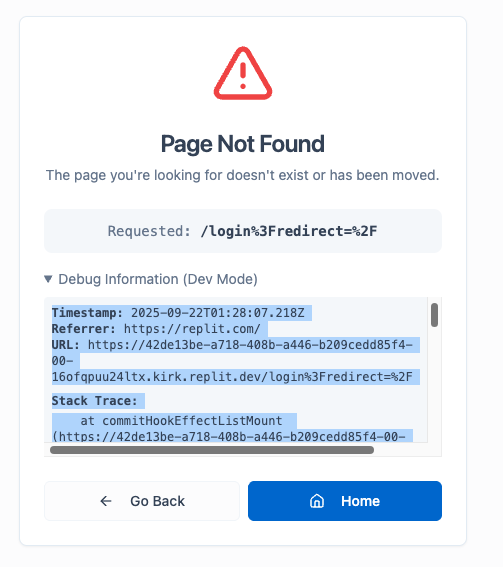 Page Not Found
The page you're looking for doesn't exist or has been moved.
Requested: /login%3Fredirect=%2F
Debug Information (Dev Mode)
Timestamp: 2025-09-22T01:28:07.218Z
Referrer: https://replit.com/
URL: https://42de13be-a718-408b-a446-b209cedd85f4-
00-
16ofqpuu24ltx.kirk.replit.dev/login%3Fredirect=%2F
Stack Trace:
at commitHookEffectListMount
(https://42de13be-a718-408b-a446-b209cedd85f4-00-
Go Back
Home